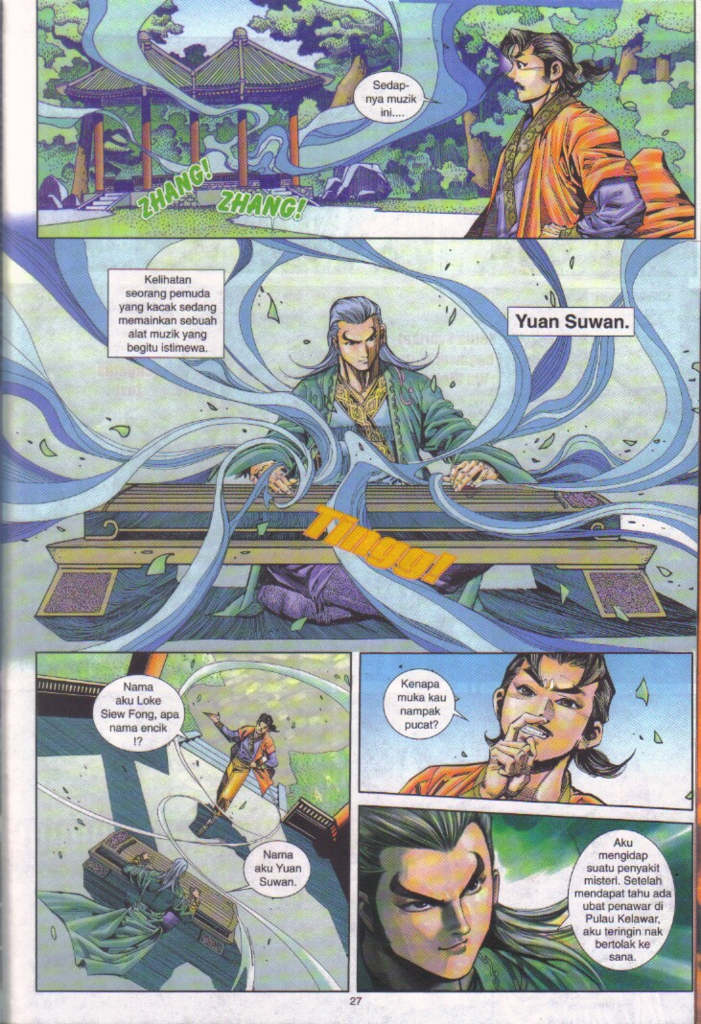 Sedap-
nya muzik
ini....
ZHANG!
ZHANG!
Kelihatan
seorang pemuda
yang kacak sedang
memainkan sebuah
alat muzik yang
begitu istimewa.
Yuan Suwan.
TInggg!
Nama
aku Loke
Siew Fong, apa
nama encik
!?
Nama
aku Yuan
Suwan.
Kenapa
muka kau
nampak
pucat?
Aku
mengidap
suatu penyakit
misteri. Setelah
mendapat tahu ada
ubat penawar di
Pulau Kelawar,
aku teringin nak
bertolak ke
sana.
27